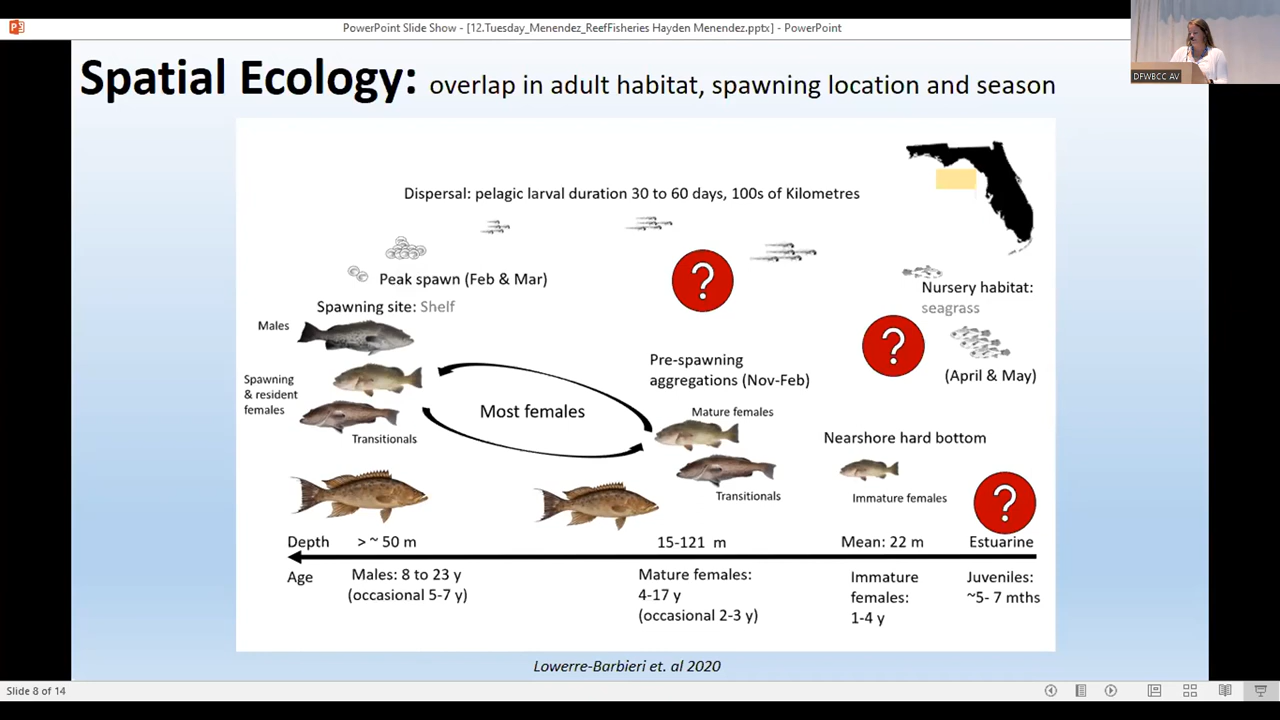 PowerPoint Slide Show - [12.Tuesday_Menendez_ReefFisheries Hayden Menendez.pptx] - PowerPoint
DFWBCC AV
Spatial Ecology: overlap in adult habitat, spawning location and season
Dispersal: pelagic larval duration 30 to 60 days, 100s of Kilometres
Peak spawn (Feb & Mar)
?
Nursery habitat:
seagrass
Spawning site: Shelf
Males
?
Pre-spawning
aggregations (Nov-Feb)
(April & May)
Spawning
& resident
females
Most females
Mature females
Transitionals
Nearshore hard bottom
Transitionals
Immature females
?
Depth > ~ 50 m 15-121 m Mean: 22 m Estuarine
Age
Males: 8 to 23 y
(occasional 5-7 y)
Mature females:
4-17 y
(occasional 2-3 y)
Immature
females:
1-4 y
Juveniles:
~5- 7 mths
Lowerre-Barbieri et. al 2020
Slide 8 of 14